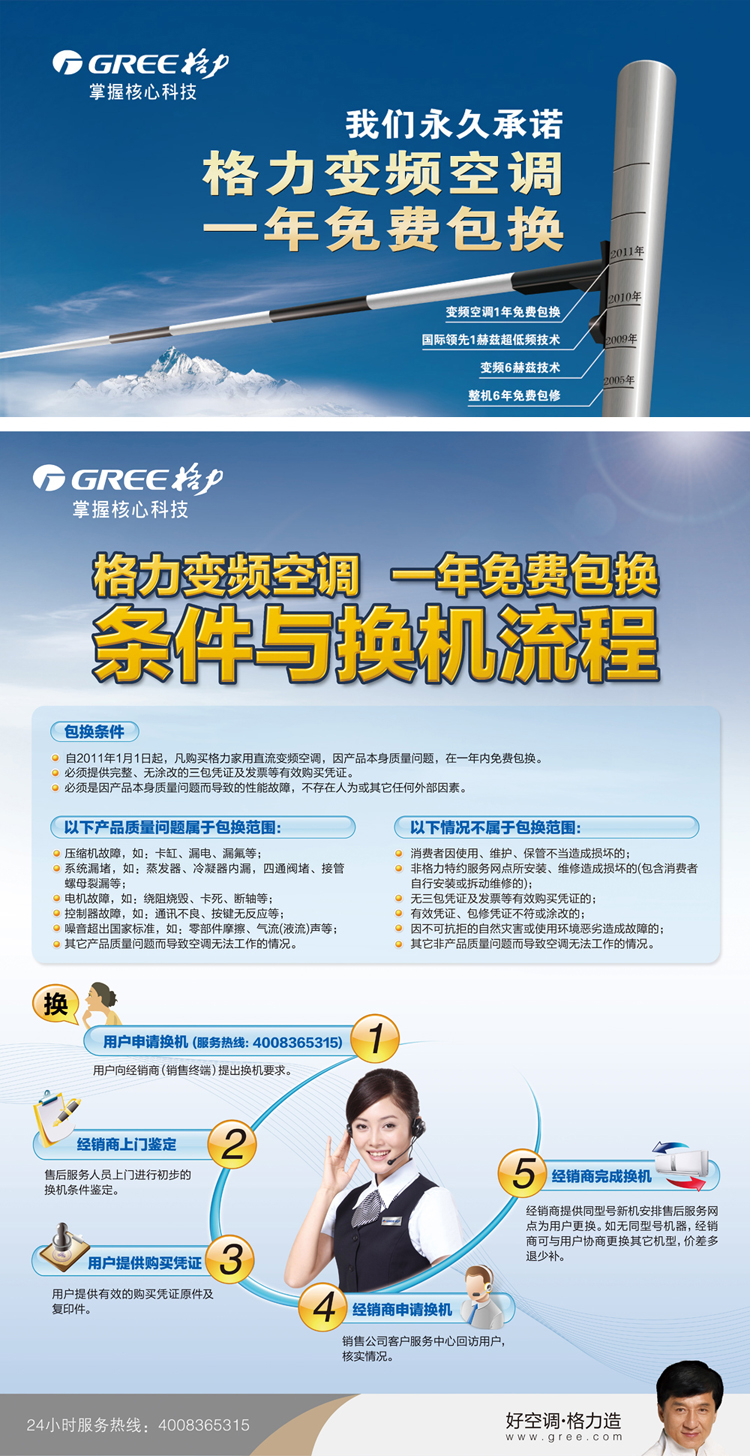 GREE 格力
掌握核心科技
我们永久承诺
格力变频空调
一年免费包换
2011年
变频空调1年免费包换
2010年
国际领先1赫兹超低频技术
2009年
变频6赫兹技术
2005年
整机6年免费包修
GREE 格力
掌握核心科技
格力变频空调 一年免费包换
条件与换机流程
包换条件
自2011年1月1日起，凡购买格力家用直流变频空调，因产品本身质量问题，在一年内免费包换。
必须提供完整、无涂改的三包凭证及发票等有效购买凭证。
必须是因产品本身质量问题而导致的性能故障，不存在人为或其它任何外部因素。
以下产品质量问题属于包换范围：
压缩机故障，如：卡缸、漏电、漏氟等；
系统漏堵，如：蒸发器、冷凝器内漏，四通阀堵、接管
螺母裂漏等；
电机故障，如：绕阻烧毁、卡死、断轴等；
控制器故障，如：通讯不良、按键无反应等；
噪音超出国家标准，如：零部件摩擦、气流(液流)声等；
其它产品质量问题而导致空调无法工作的情况。
以下情况不属于包换范围：
消费者因使用、维护、保管不当造成损坏的；
非格力特约服务网点所安装、维修造成损坏的(包含消费者
自行安装或拆动维修的)；
无三包凭证及发票等有效购买凭证的；
有效凭证、包修凭证不符或涂改的；
因不可抗拒的自然灾害或使用环境恶劣造成故障的；
其它非产品质量问题而导致空调无法工作的情况。
换
用户申请换机 (服务热线: 4008365315) 1
用户向经销商（销售终端）提出换机要求。
经销商上门鉴定 2
售后服务人员上门进行初步的
换机条件鉴定。
用户提供购买凭证 3
用户提供有效的购买凭证原件及
复印件。
4 经销商申请换机
销售公司客户服务中心回访用户，
核实情况。
5 经销商完成换机
经销商提供同型号新机安排售后服务网
点为用户更换。如无同型号机器，经销
商可与用户协商更换其它机型，价差多
退少补。
24小时服务热线：4008365315
好空调·格力造
www.gree.com